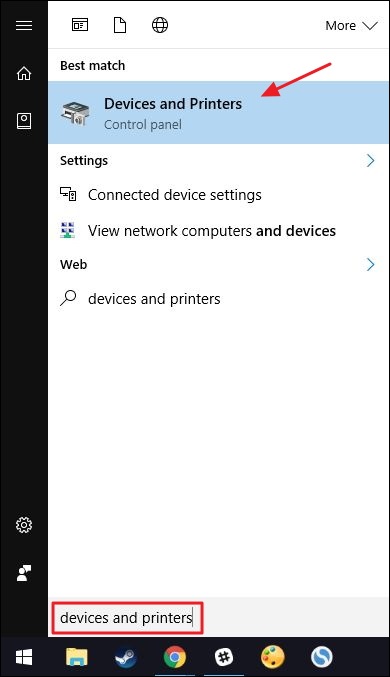 More
Best match
Devices and Printers
Control panel
Settings
Connected device settings
View network computers and devices
Web
devices and printers
devices and printers